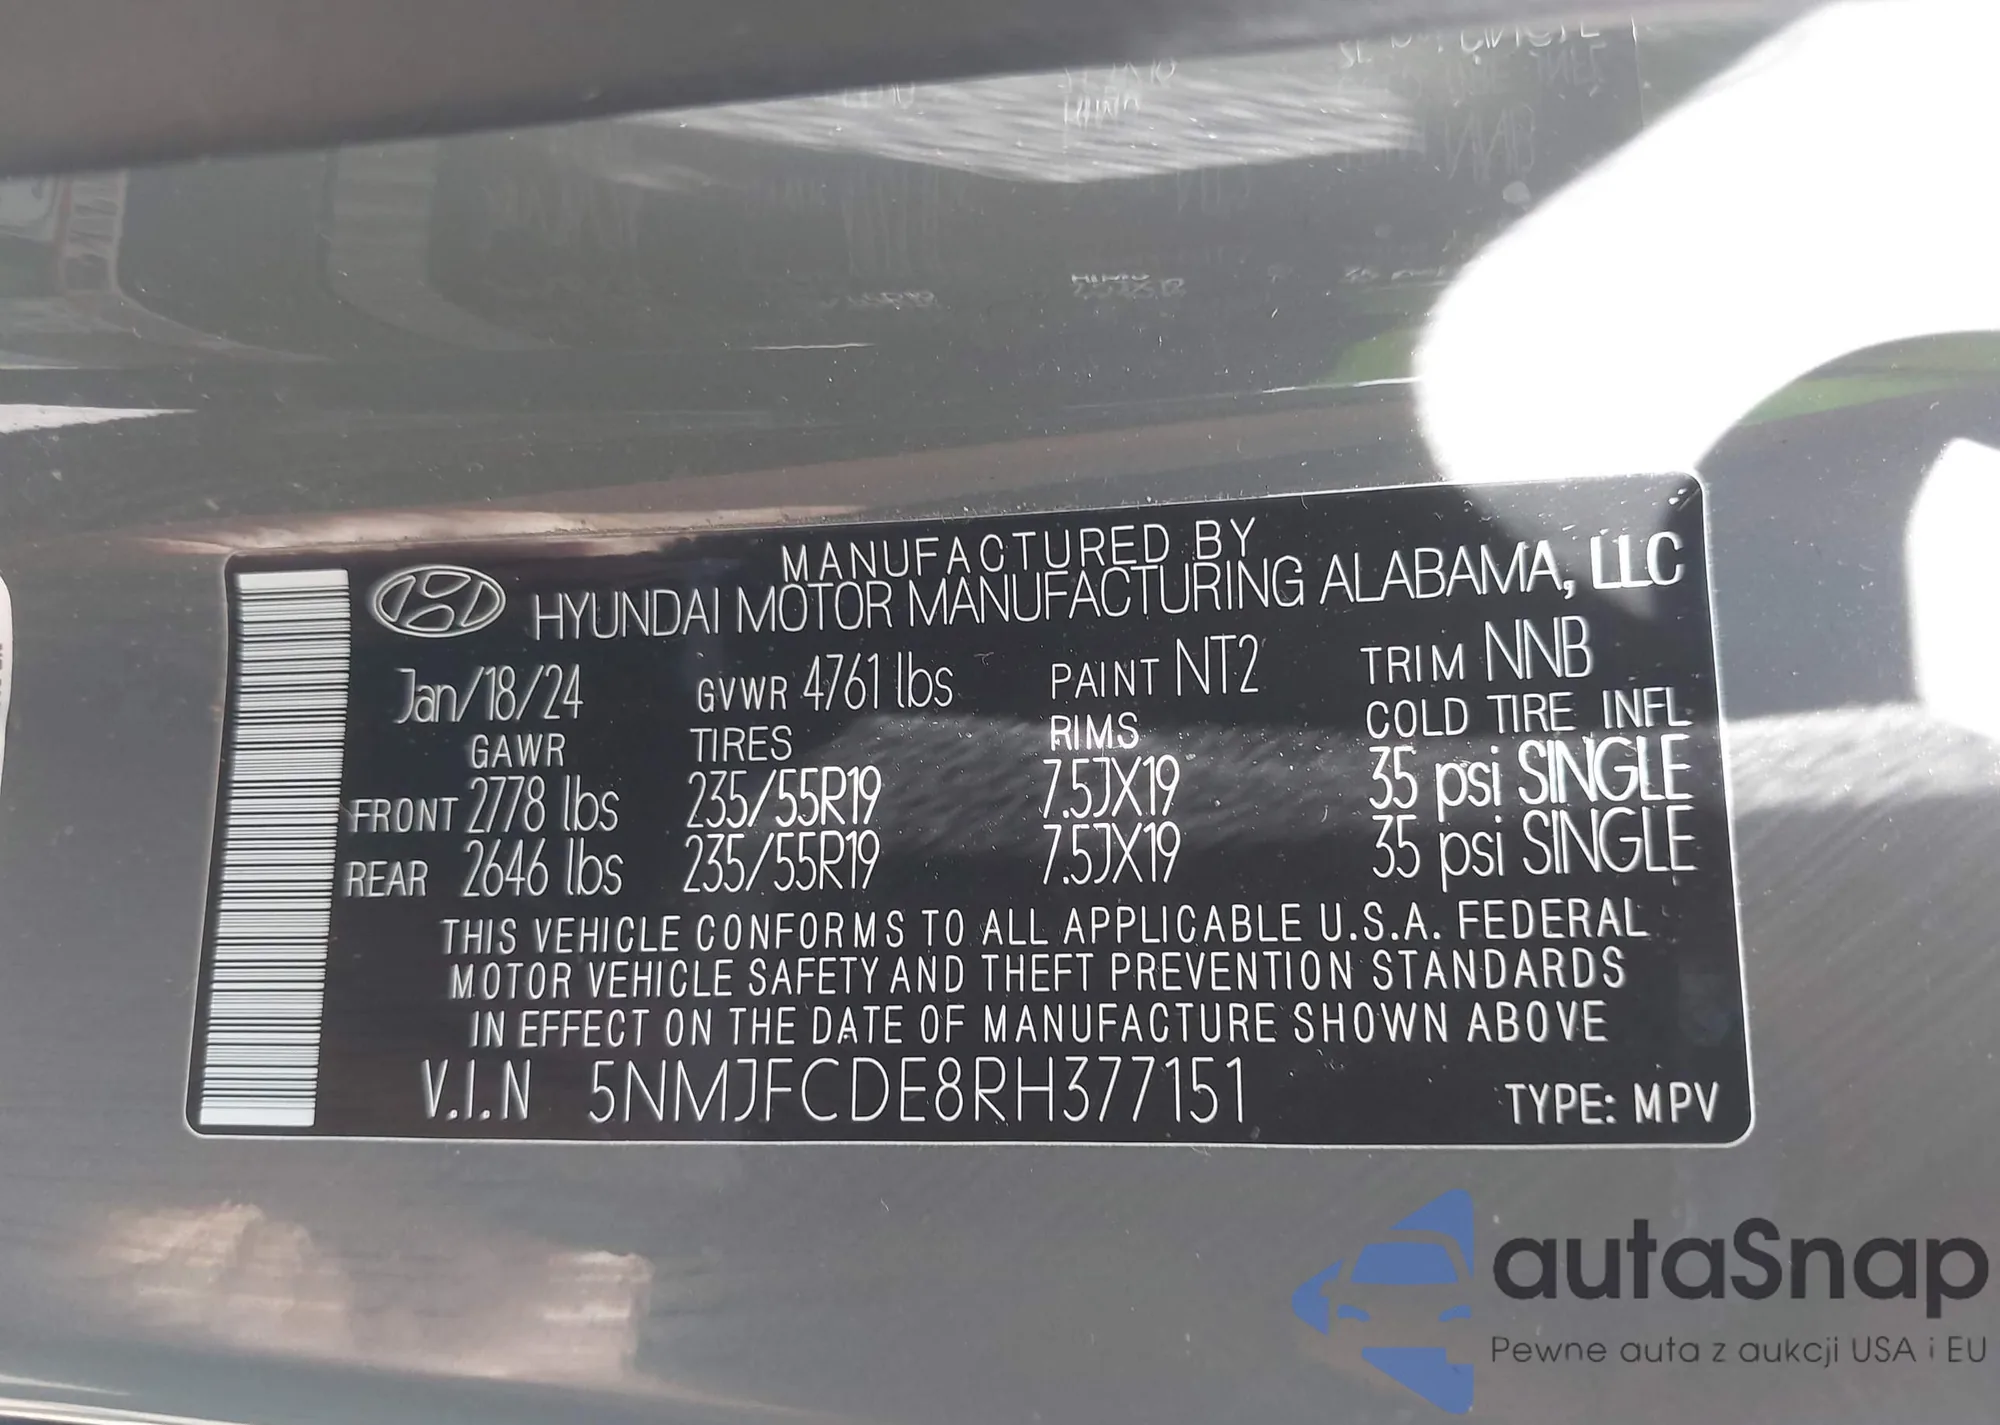 MANUFACTURED BY
HYUNDAI MOTOR MANUFACTURING ALABAMA, LLC
Jan/18/24 GVWR 4761 lbs PAINT NT2 TRIM NNB
GAWR TIRES RIMS COLD TIRE INFL
FRONT 2778 lbs 235/55R19 7.5JX19 35 psi SINGLE
REAR 2646 lbs 235/55R19 7.5JX19 35 psi SINGLE
THIS VEHICLE CONFORMS TO ALL APPLICABLE U.S.A. FEDERAL
MOTOR VEHICLE SAFETY AND THEFT PREVENTION STANDARDS
IN EFFECT ON THE DATE OF MANUFACTURE SHOWN ABOVE
V.I.N 5NMJFCDE8RH377151 TYPE: MPV
autaSnap
Pewne auta z aukcji USA i EU